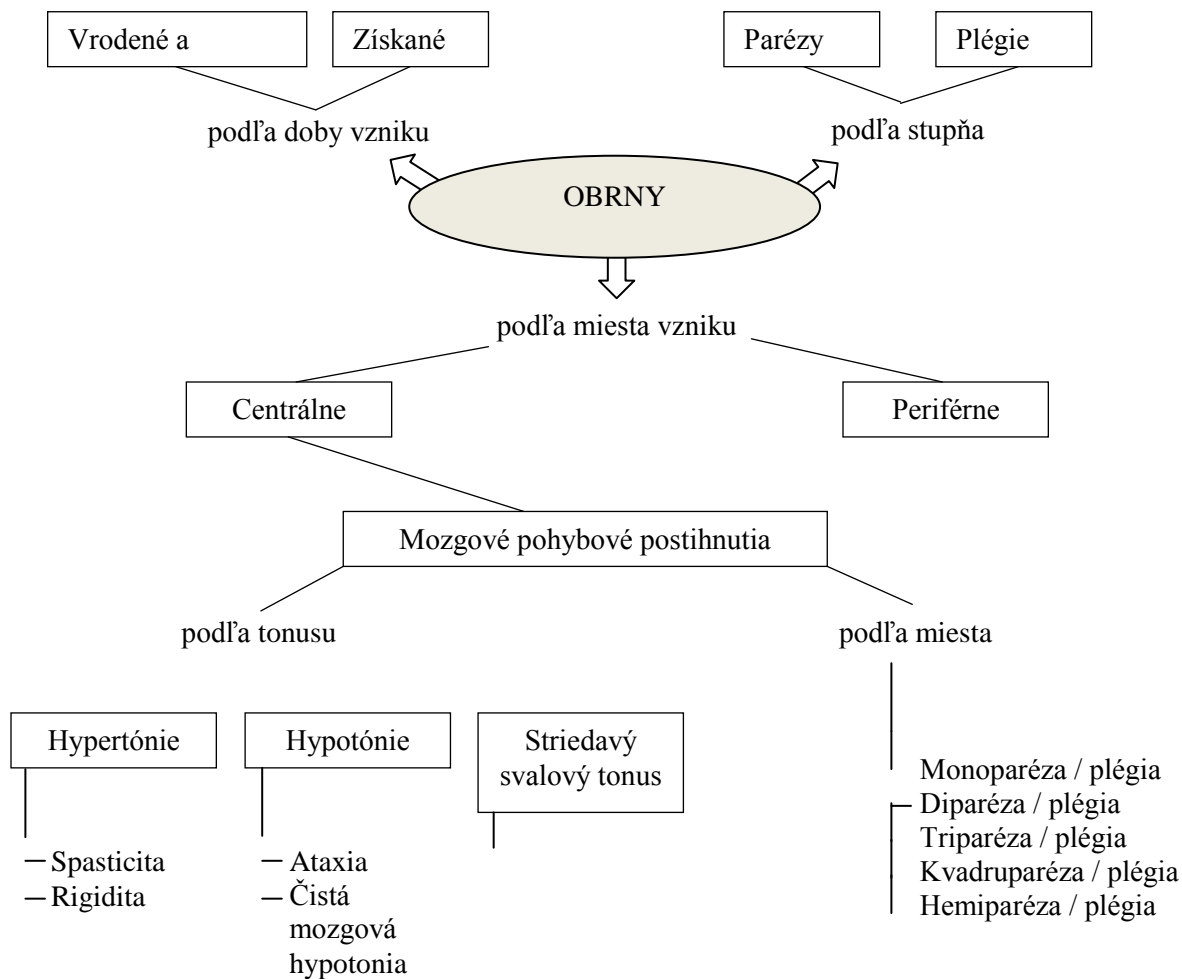 Vrodené a
Získané
Parézy
Plégie
podľa doby vzniku
podľa stupňa
OBRNY
podľa miesta vzniku
Centrálne
Periférne
Mozgové pohybové postihnutia
podľa tonusu
podľa miesta
Hypertónie
Hypotónie
Striedavý
svalový tonus
Spasticita
Rigidita
Ataxia
Čistá
mozgová
hypotonia
Monoparéza / plégia
Diparéza / plégia
Triparéza / plégia
Kvadruparéza / plégia
Hemiparéza / plégia